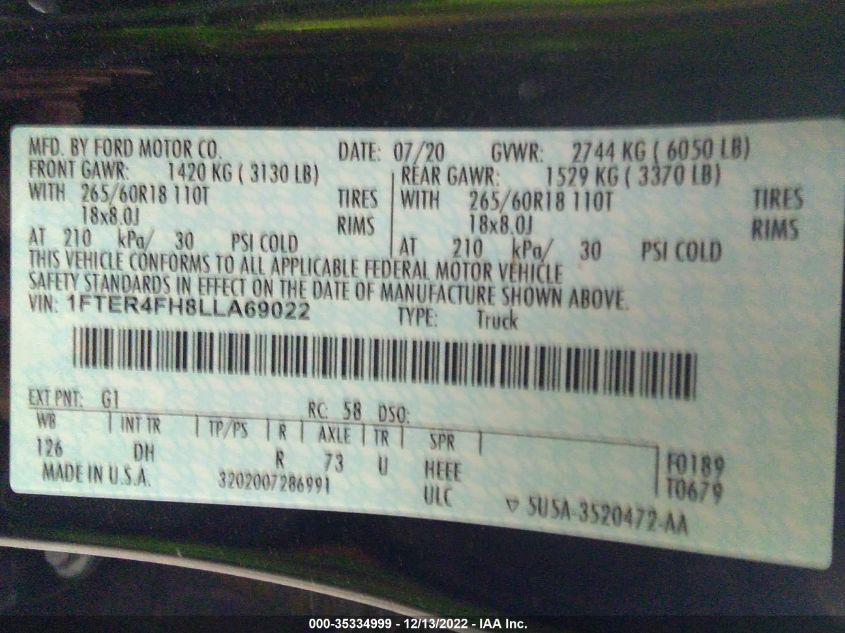 MFD. BY FORD MOTOR CO. DATE: 07/20 GVWR: 2744 KG ( 6050 LB)
FRONT GAWR: 1420 KG ( 3130 LB) REAR GAWR: 1529 KG ( 3370 LB)
WITH 265/60R18 110T TIRES WITH 265/60R18 110T TIRES
18x8.0J RIMS 18x8.0J RIMS
AT 210 kPa/ 30 PSI COLD AT 210 kPa/ 30 PSI COLD
THIS VEHICLE CONFORMS TO ALL APPLICABLE FEDERAL MOTOR VEHICLE
SAFETY STANDARDS IN EFFECT ON THE DATE OF MANUFACTURE SHOWN ABOVE.
VIN: 1FTER4FH8LLA69022 TYPE: Truck
EXT PNT: G1 RC: 58 DSO:
WB INT TR TP/PS R AXLE TR SPR
126 DH R 73 U HEEE F0189
MADE IN U.S.A. 3202007286991 ULC T0679
5U5A-3520472-AA
000-35334999 - 12/13/2022 - IAA Inc.